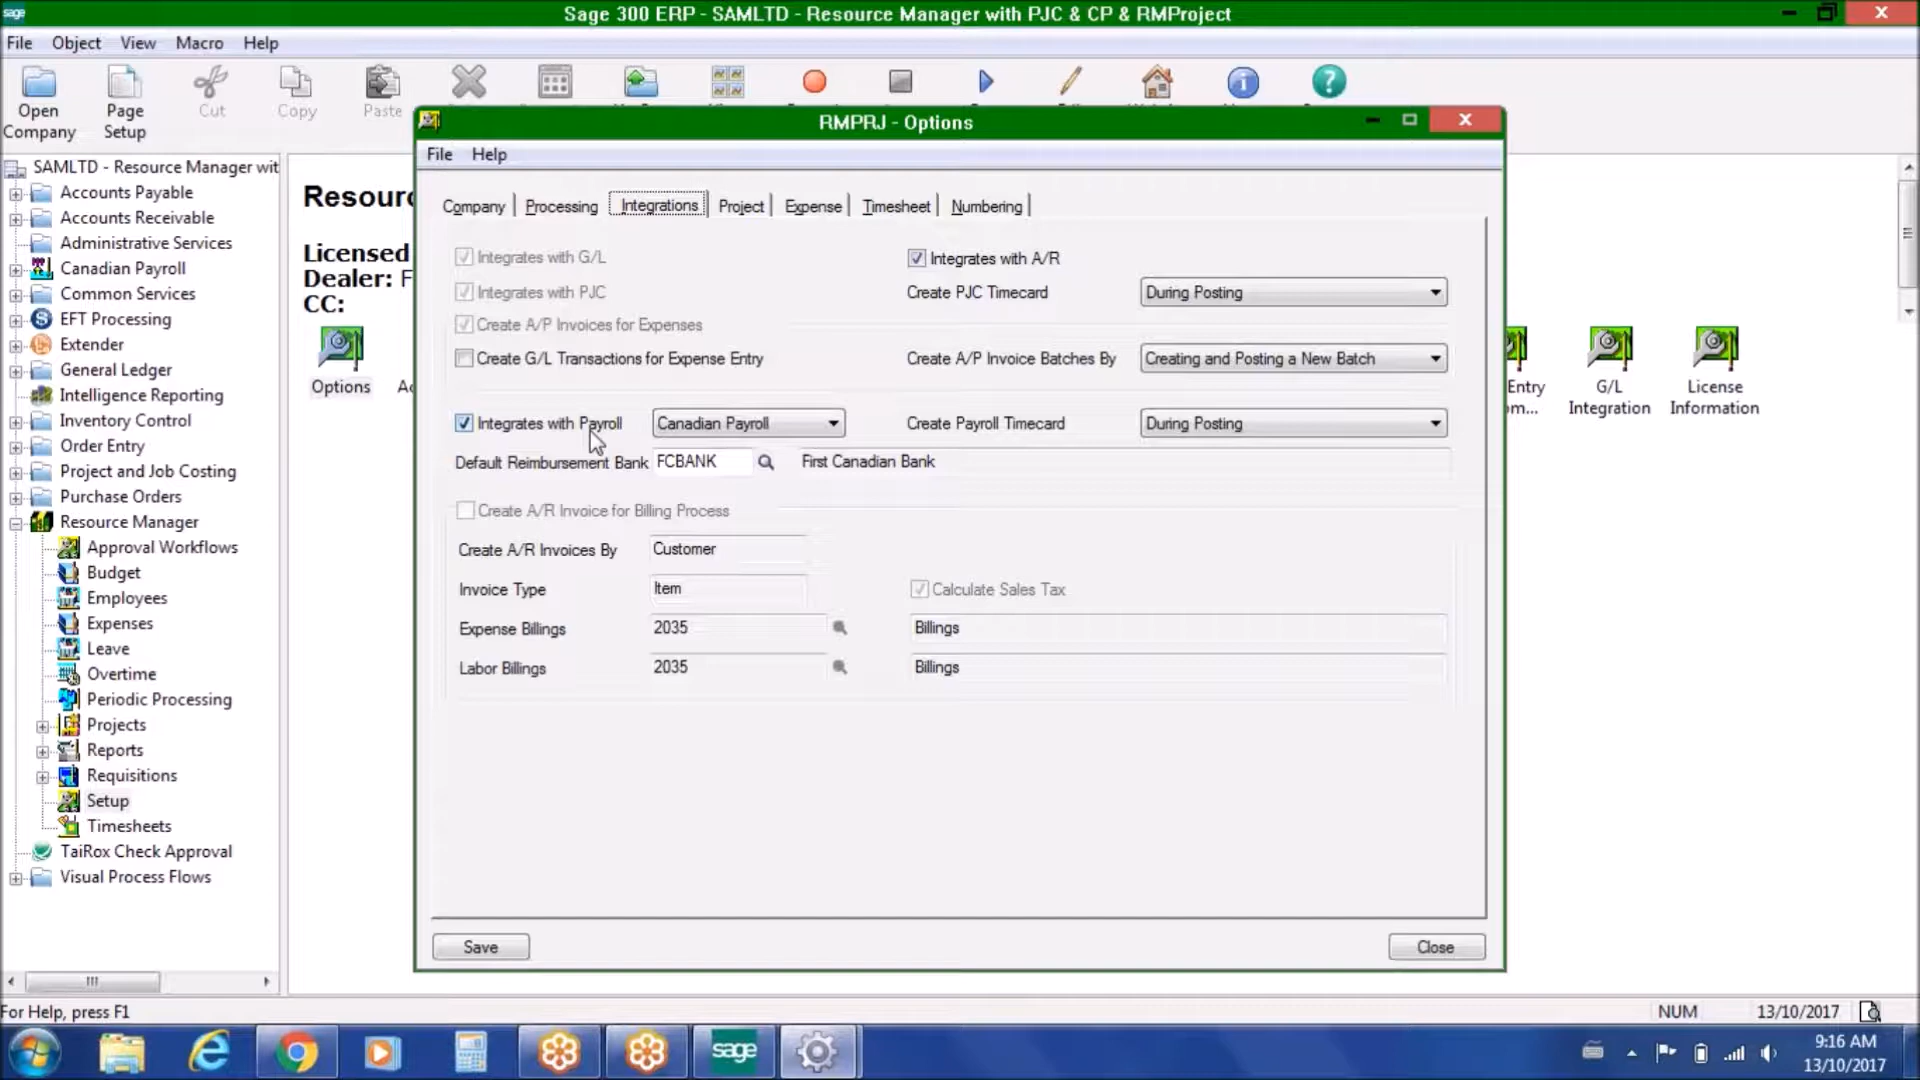 sage
Sage 300 ERP - SAMLTD - Resource Manager with PJC & CP & RMProject
File Object View Macro Help
Open Company
Page Setup
Cut
Copy
Paste
SAMLTD - Resource Manager wit
Accounts Payable
Accounts Receivable
Administrative Services
Canadian Payroll
Common Services
EFT Processing
Extender
General Ledger
Intelligence Reporting
Inventory Control
Order Entry
Project and Job Costing
Purchase Orders
Resource Manager
Approval Workflows
Budget
Employees
Expenses
Leave
Overtime
Periodic Processing
Projects
Reports
Requisitions
Setup
Timesheets
TaiRox Check Approval
Visual Process Flows
Resourc
Licensed
Dealer: F
CC:
Options
Ac
RMPRJ - Options
File Help
Company Processing Integrations Project Expense Timesheet Numbering
Integrates with G/L
Integrates with A/R
Integrates with PJC
Create PJC Timecard During Posting
Create A/P Invoices for Expenses
Create G/L Transactions for Expense Entry
Create A/P Invoice Batches By Creating and Posting a New Batch
Integrates with Payroll Canadian Payroll
Create Payroll Timecard During Posting
Default Reimbursement Bank FCBANK First Canadian Bank
Create A/R Invoice for Billing Process
Create A/R Invoices By Customer
Invoice Type Item
Calculate Sales Tax
Expense Billings 2035 Billings
Labor Billings 2035 Billings
Save
Close
Entry
om...
G/L Integration
License Information
For Help, press F1
NUM
13/10/2017
sage
9:16 AM
13/10/2017